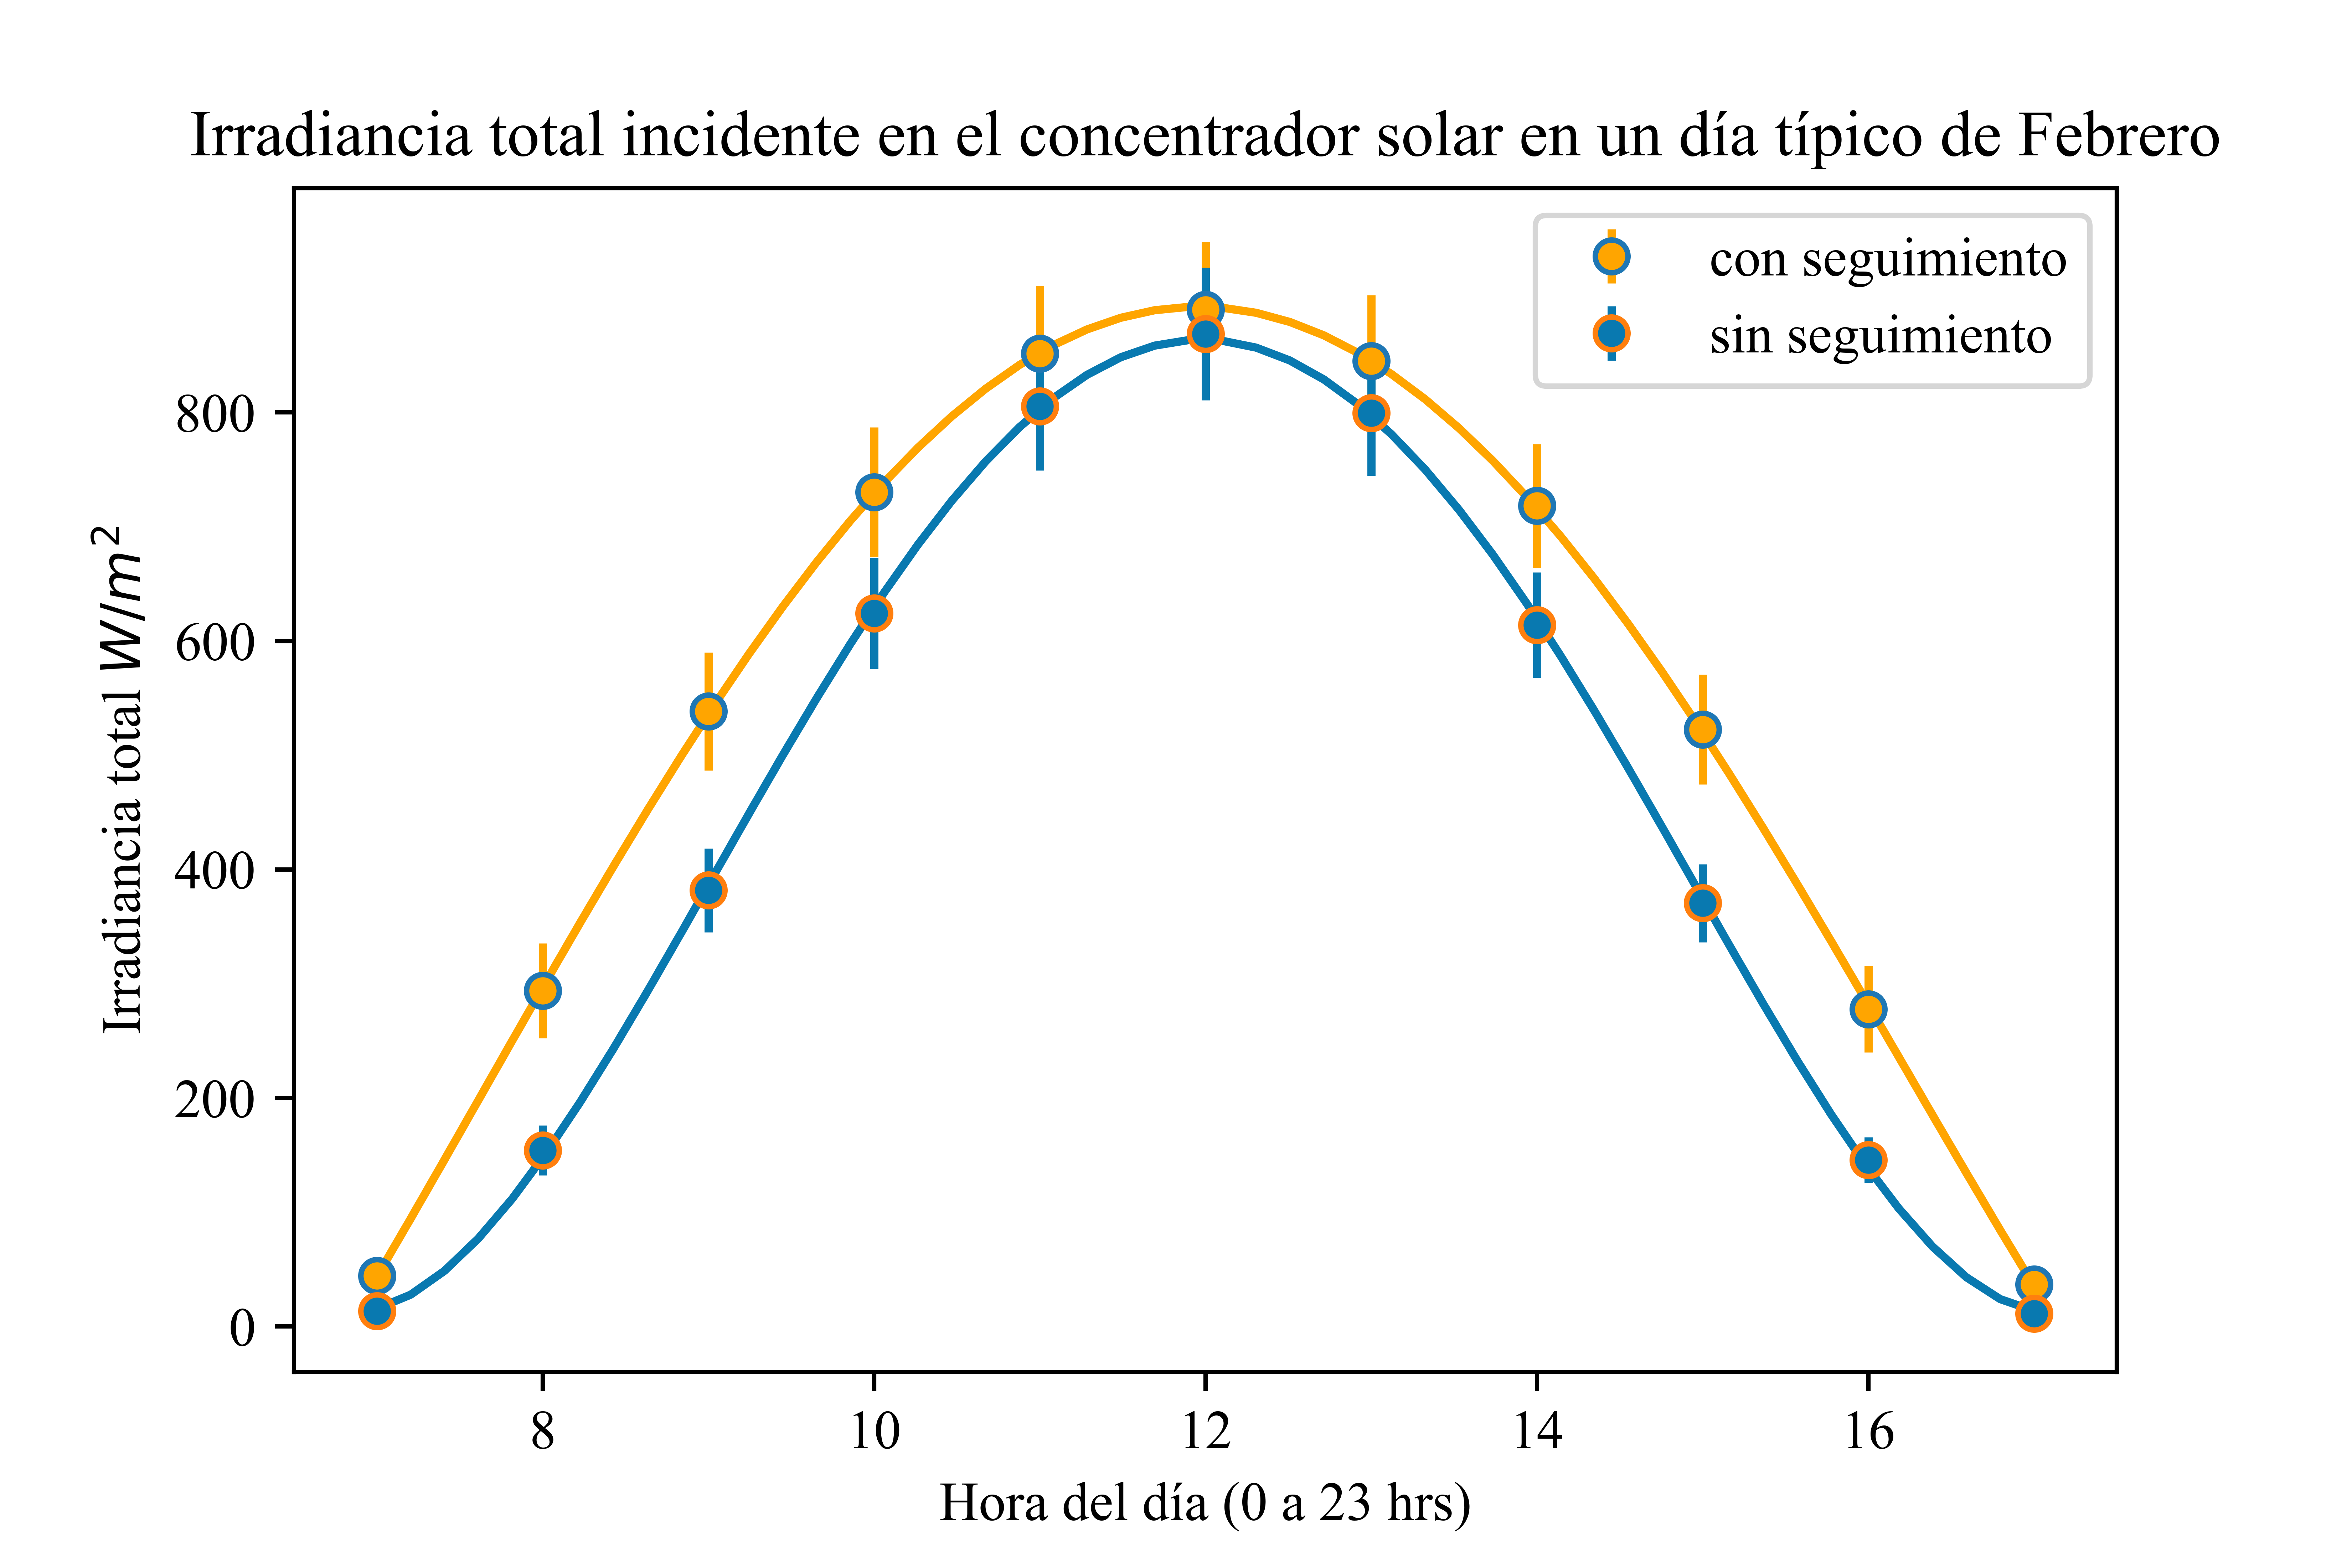 Irradiancia total incidente en el concentrador solar en un día típico de Febrero
con seguimiento
sin seguimiento
Irradiancia total W/m²
800
600
400
200
0
8 10 12 14 16
Hora del día (0 a 23 hrs)